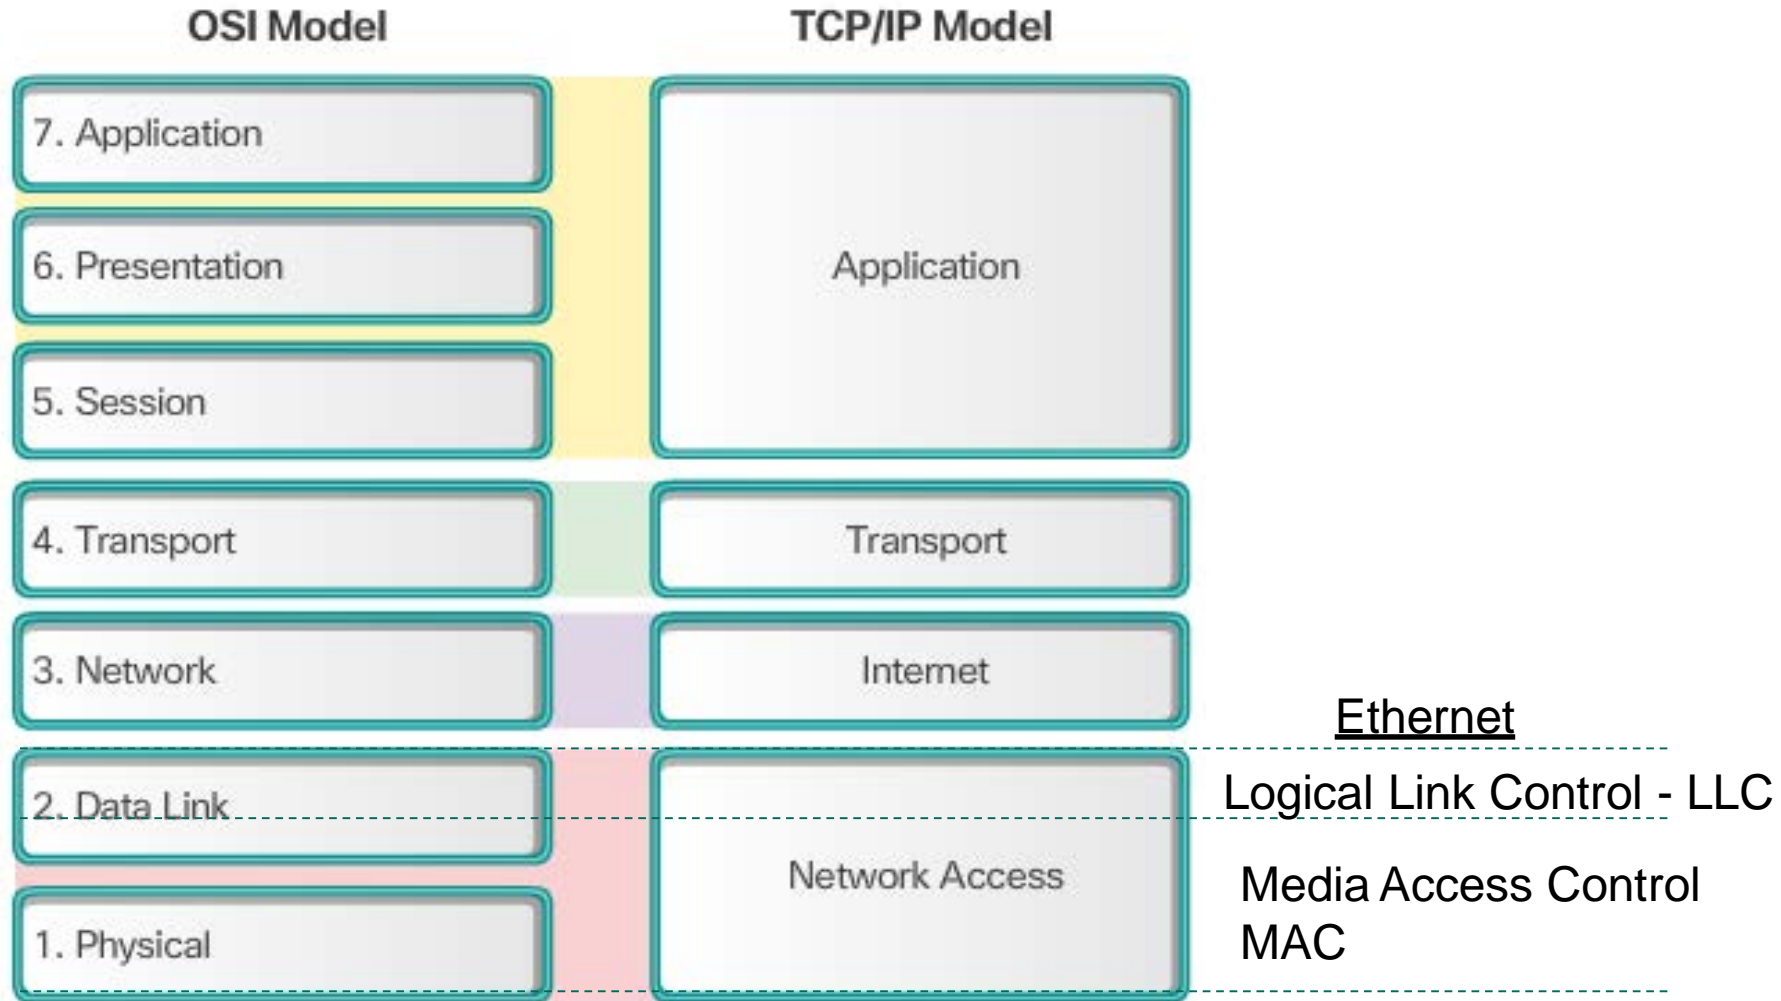 OSI Model
TCP/IP Model
7. Application
6. Presentation
5. Session
Application
4. Transport
Transport
3. Network
Internet
2. Data Link
1. Physical
Network Access
Ethernet
Logical Link Control - LLC
Media Access Control
MAC